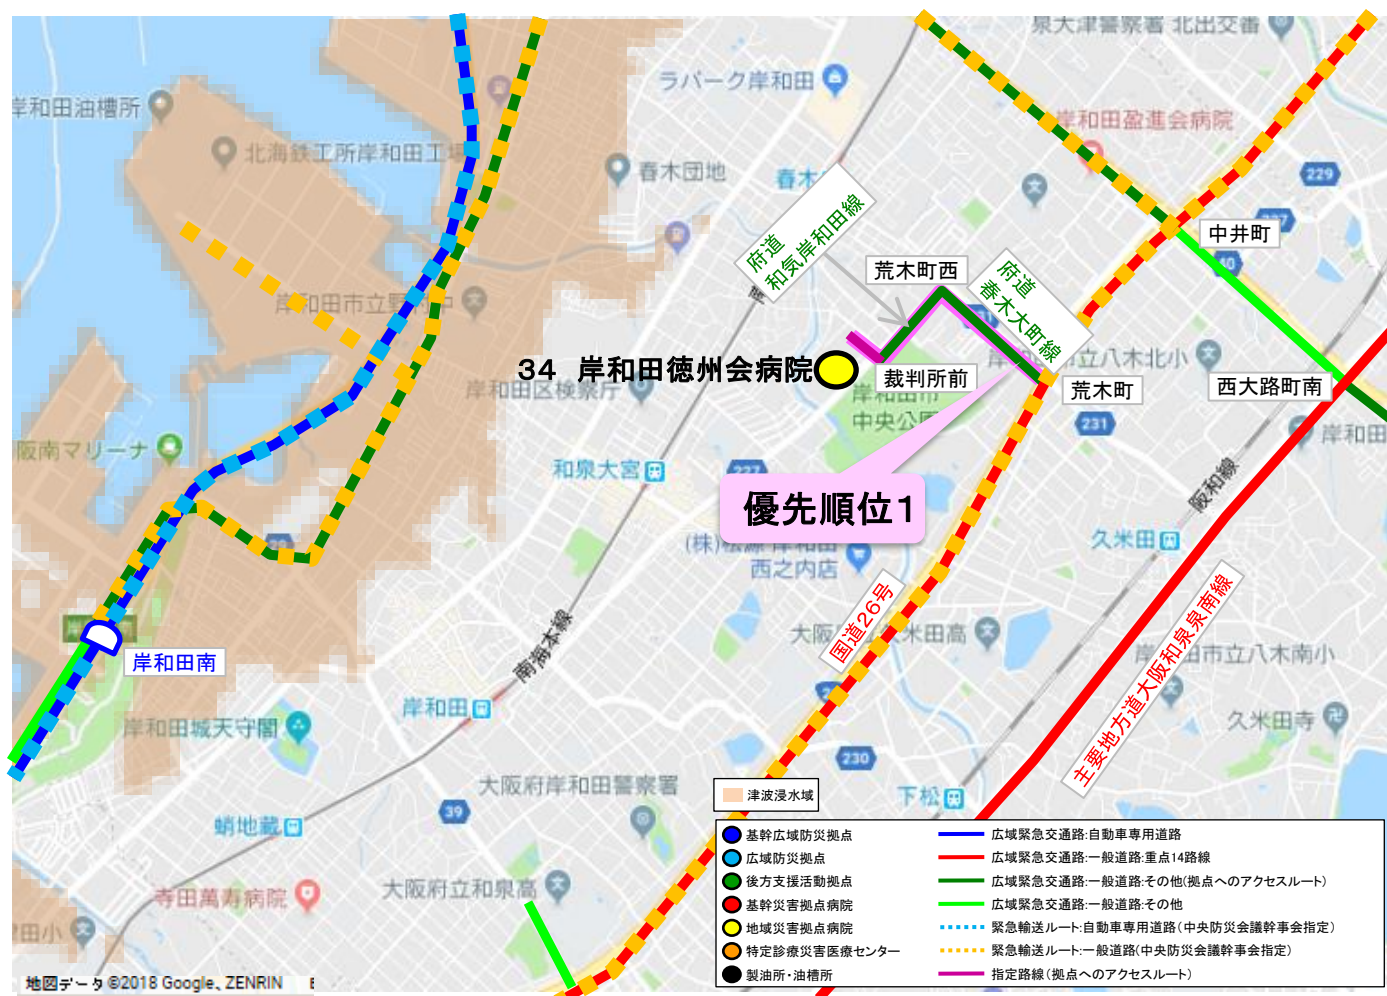 泉大津警察署 北出交番
ラパーク岸和田
岸和田油槽所
岸和田盈進会病院
北海鉄工所岸和田工場
春木団地
春木
229
府道
和気岸和田線
中井町
荒木町西
府道
春木大町線
40
岸和田市立野村中
34 岸和田徳州会病院
裁判所前
荒木町
西大路町南
岸和田区検察庁
岸和田市
中央公園
231
阪南マリーナ
和泉大宮
227
岸和田
阪和線
優先順位1
久米田
西之内店
国道26号
主要地方道大阪和泉泉南線
南海本線
岸和田南
久米田寺
岸和田
岸和田城天守閣
230
大阪府岸和田警察署
下松
39
蛸地蔵
津波浸水域
大阪府立和泉高
寺田萬寿病院
基幹広域防災拠点
広域防災拠点
後方支援活動拠点
基幹災害拠点病院
地域災害拠点病院
特定診療災害医療センター
製油所・油槽所
広域緊急交通路:自動車専用道路
広域緊急交通路:一般道路:重点14路線
広域緊急交通路:一般道路:その他(拠点へのアクセスルート)
広域緊急交通路:一般道路:その他
緊急輸送ルート:自動車専用道路(中央防災会議幹事会指定)
緊急輸送ルート:一般道路(中央防災会議幹事会指定)
指定路線(拠点へのアクセスルート)
地図データ ©2018 Google、ZENRIN